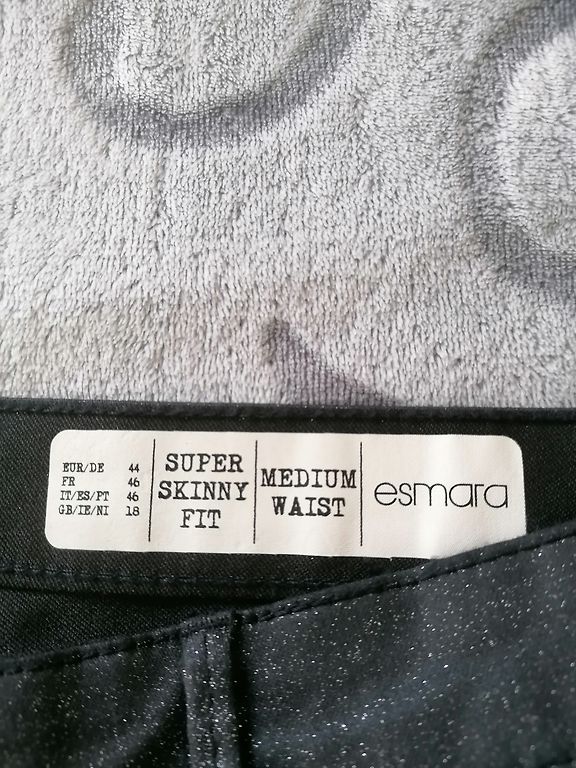 EUR/DE 44
FR 46
IT/ES/PT 46
GB/IE/NI 18
SUPER
SKINNY
FIT
MEDIUM
WAIST
esmara